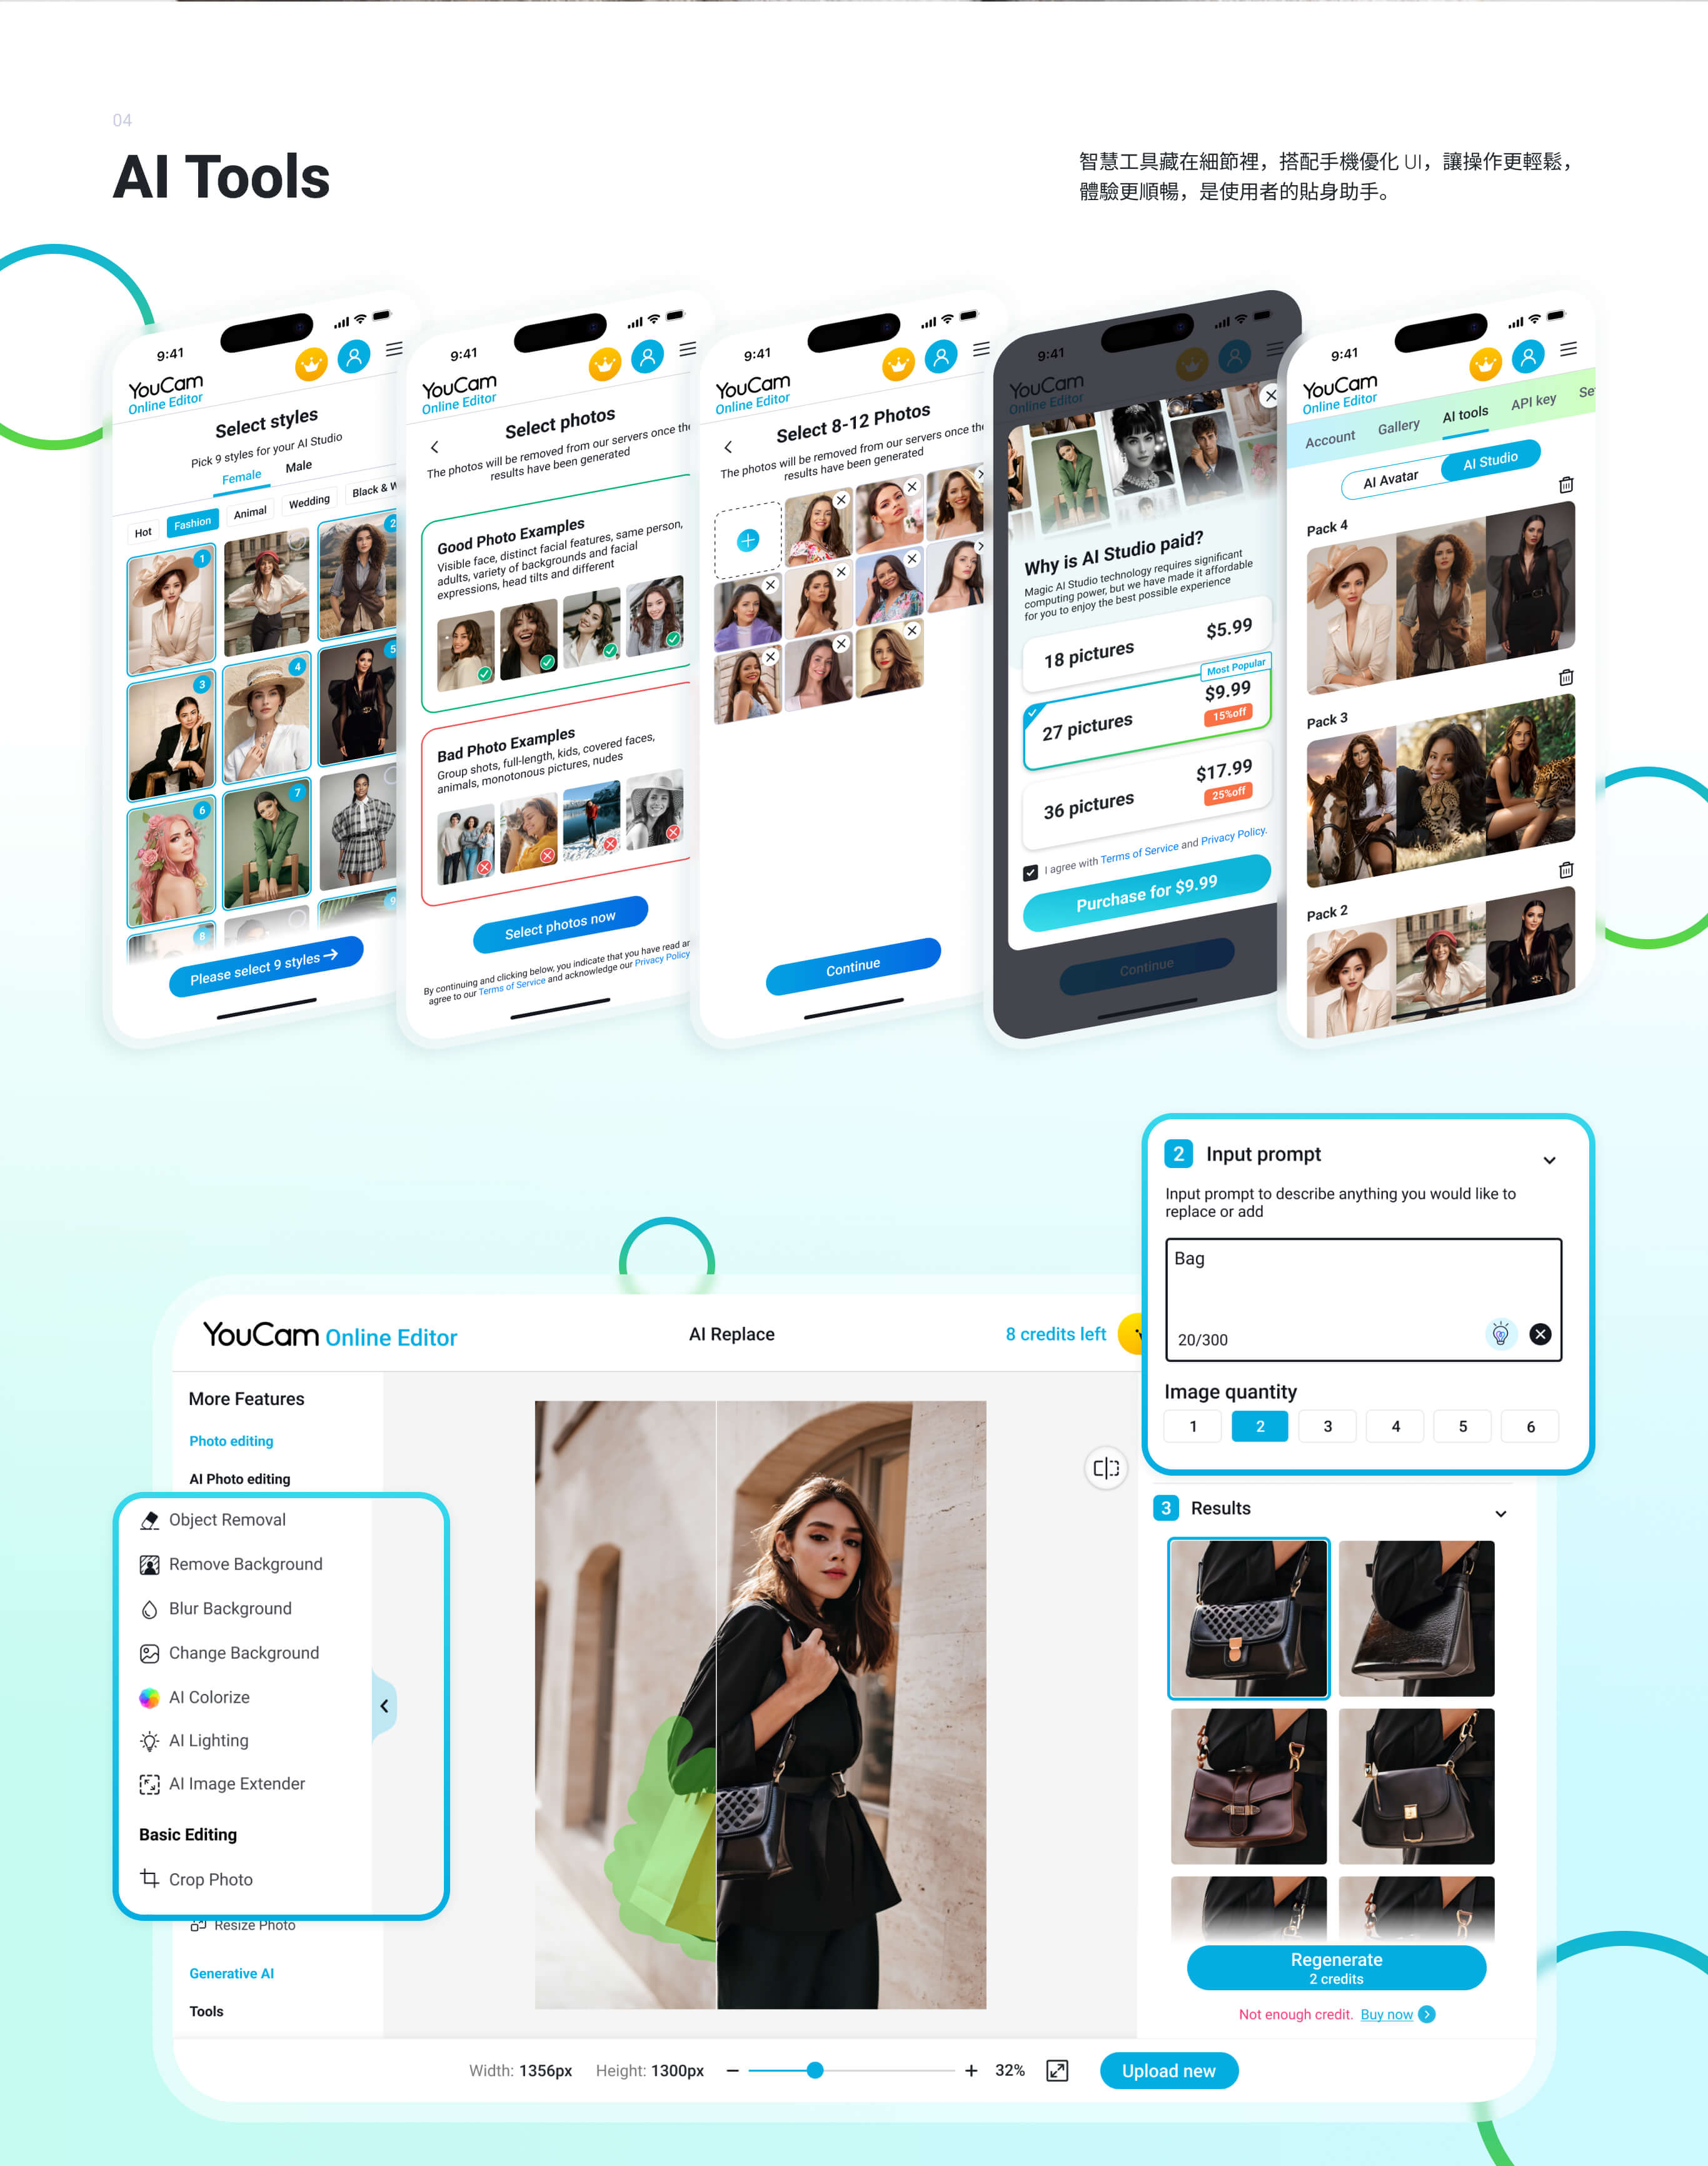 04
AI Tools
智慧工具藏在細節裡，搭配手機優化 UI，讓操作更輕鬆，
體驗更順暢，是使用者的貼身助手。
9:41
YouCam
Online Editor
Select styles
Pick 9 styles for your AI Studio
Female
Male
Hot
Fashion
Animal
Wedding
Black & W
1
2
3
4
5
6
7
8
9
Please select 9 styles
9:41
YouCam
Online Editor
Select photos
The photos will be removed from our servers once the
results have been generated
Good Photo Examples
Visible face, distinct facial features, same person,
adults, variety of backgrounds and facial
expressions, head tilts and different
Bad Photo Examples
Group shots, full-length, kids, covered faces,
animals, monotonous pictures, nudes
Select photos now
By continuing and clicking below, you indicate that you have read an
agree to our Terms of Service and acknowledge our Privacy Policy
9:41
YouCam
Online Editor
Select 8-12 Photos
The photos will be removed from our servers once the
results have been generated
Continue
9:41
YouCam
Online Editor
Why is AI Studio paid?
Magic AI Studio technology requires significant
computing power, but we have made it affordable
for you to enjoy the best possible experience
18 pictures
$5.99
Most Popular
27 pictures
$9.99
15%off
36 pictures
$17.99
25%off
I agree with Terms of Service and Privacy Policy.
Purchase for $9.99
Continue
9:41
YouCam
Online Editor
Account
Gallery
AI tools
API key
Se
AI Avatar
AI Studio
Pack 4
Pack 3
Pack 2
2
Input prompt
Input prompt to describe anything you would like to
replace or add
Bag
20/300
Image quantity
1
2
3
4
5
6
YouCam Online Editor
AI Replace
8 credits left
More Features
Photo editing
AI Photo editing
Object Removal
Remove Background
Blur Background
Change Background
AI Colorize
AI Lighting
AI Image Extender
Basic Editing
Crop Photo
Resize Photo
Generative AI
Tools
3
Results
Regenerate
2 credits
Not enough credit. Buy now
Width: 1356px
Height: 1300px
32%
Upload new